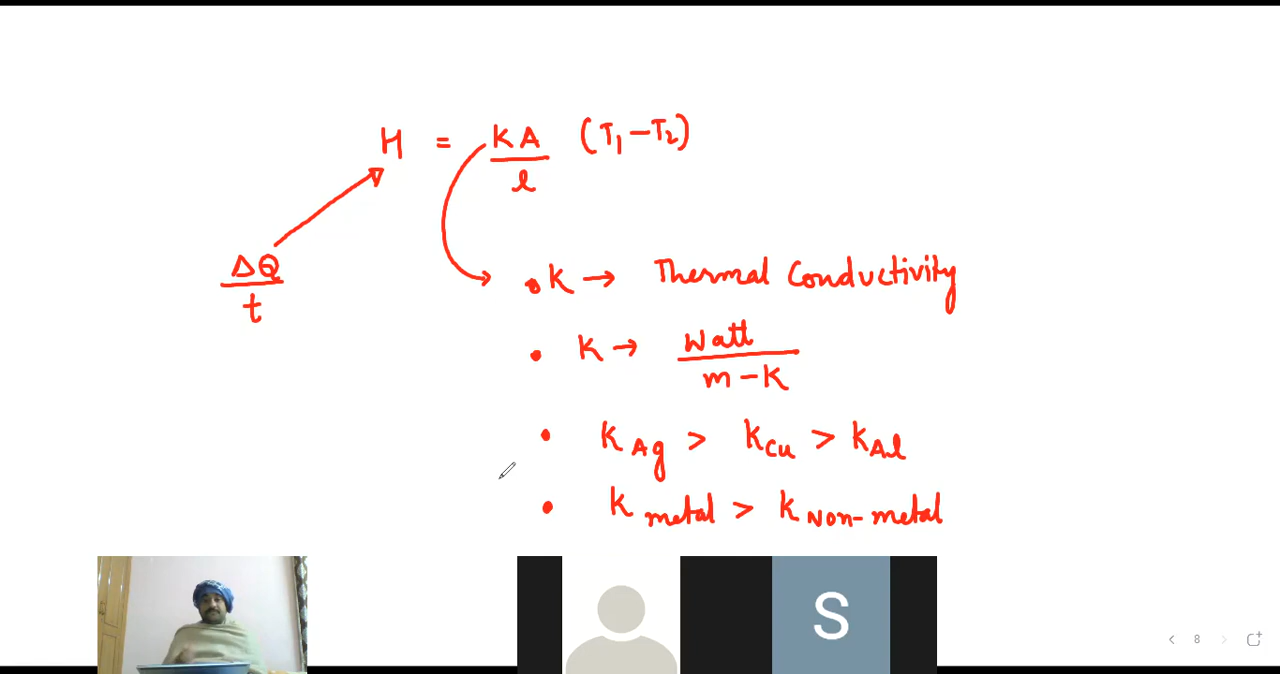 H = KA/l (T₁-T₂)
ΔQ/t
• K → Thermal Conductivity
• K → Watt/m-K
• K Ag > K Cu > K Al
• K metal > K Non-metal
S
8